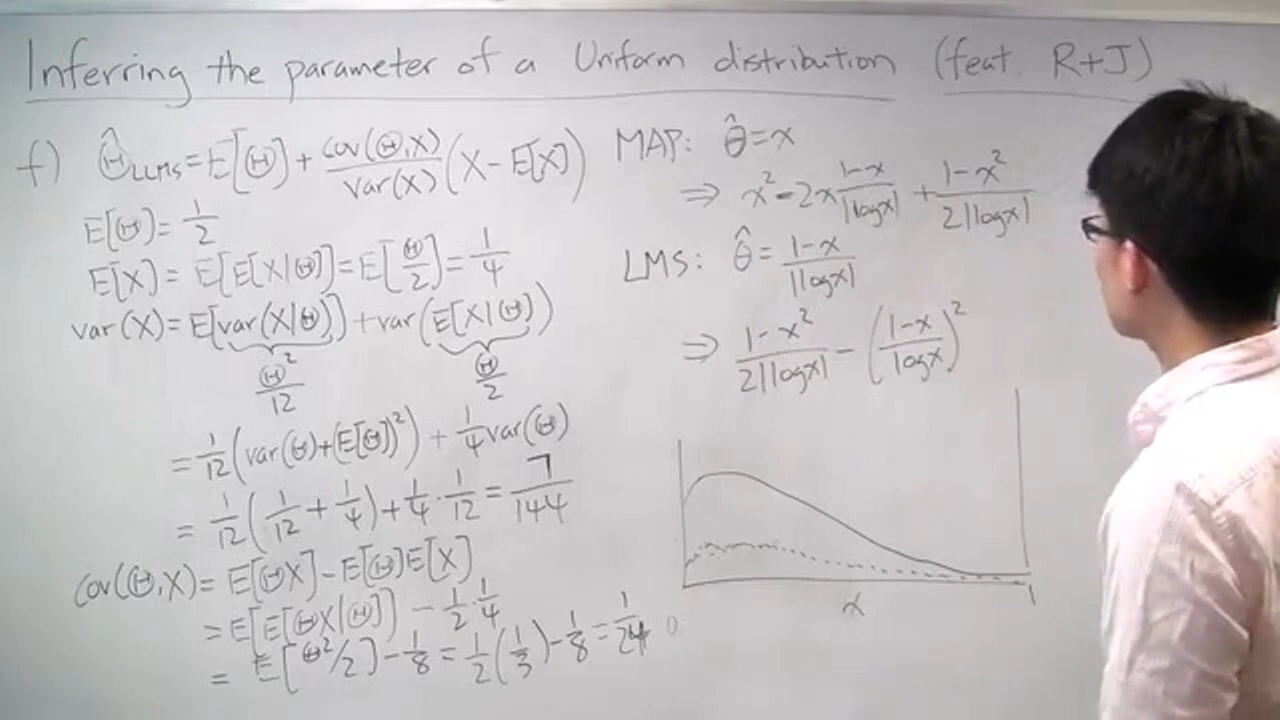 Inferring the parameter of a Uniform distribution (feat. R+J)
f) Θ̂_LLMS = E[Θ] + cov(Θ,X)/var(X) (X - E[X])
E[Θ] = 1/2
E[X] = E[E[X|Θ]] = E[Θ/2] = 1/4
var(X) = E[var(X|Θ)] + var(E[X|Θ])
Θ²/12 Θ/2
= 1/12 (var(Θ) + (E[Θ])²) + 1/4 var(Θ)
= 1/12 (1/12 + 1/4) + 1/4 · 1/12 = 7/144
cov(Θ,X) = E[ΘX] - E[Θ]E[X]
= E[E[ΘX|Θ]] - 1/2 · 1/4
= E[Θ²/2] - 1/8 = 1/2 (1/3) - 1/8 = 1/24
MAP: θ̂ = x
⇒ x² - 2x (1-x)/|log x| + (1-x²)/(2|log x|)
LMS: θ̂ = (1-x)/|log x|
⇒ (1-x²)/(2|log x|) - ((1-x)/log x)²
x 1